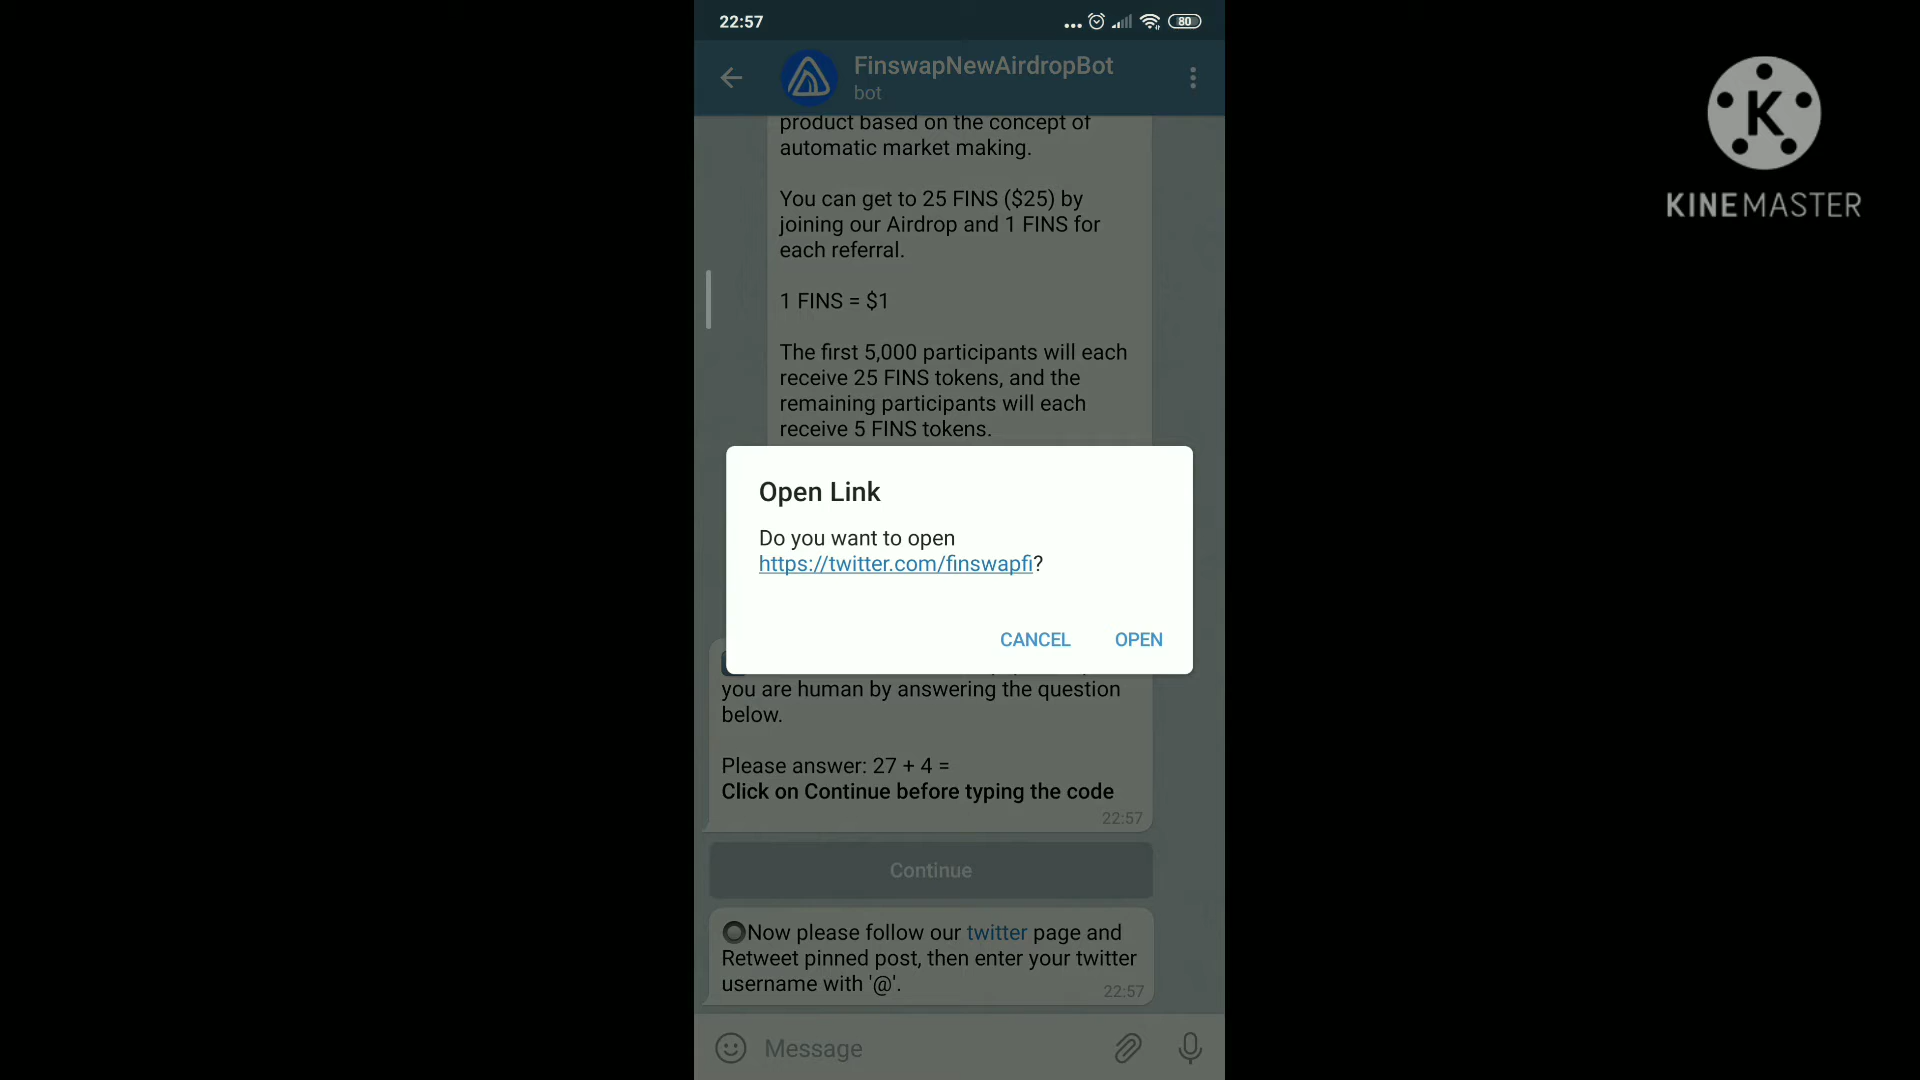 22:57
80
FinswapNewAirdropBot
bot
product based on the concept of
automatic market making.
You can get to 25 FINS ($25) by
joining our Airdrop and 1 FINS for
each referral.
1 FINS = $1
The first 5,000 participants will each
receive 25 FINS tokens, and the
remaining participants will each
receive 5 FINS tokens.
Open Link
Do you want to open
https://twitter.com/finswapfi?
CANCEL OPEN
you are human by answering the question
below.
Please answer: 27 + 4 =
Click on Continue before typing the code
22:57
Continue
Now please follow our twitter page and
Retweet pinned post, then enter your twitter
username with '@'.
22:57
Message
K
KINEMASTER